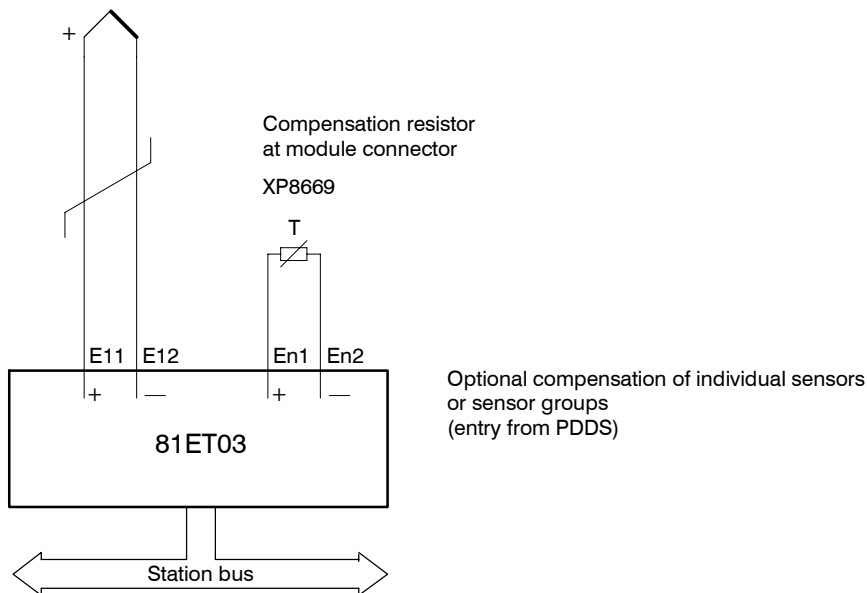 +
Compensation resistor
at module connector
XP8669
T
E11 E12 En1 En2
+ — + —
Optional compensation of individual sensors
or sensor groups
(entry from PDDS)
81ET03
Station bus